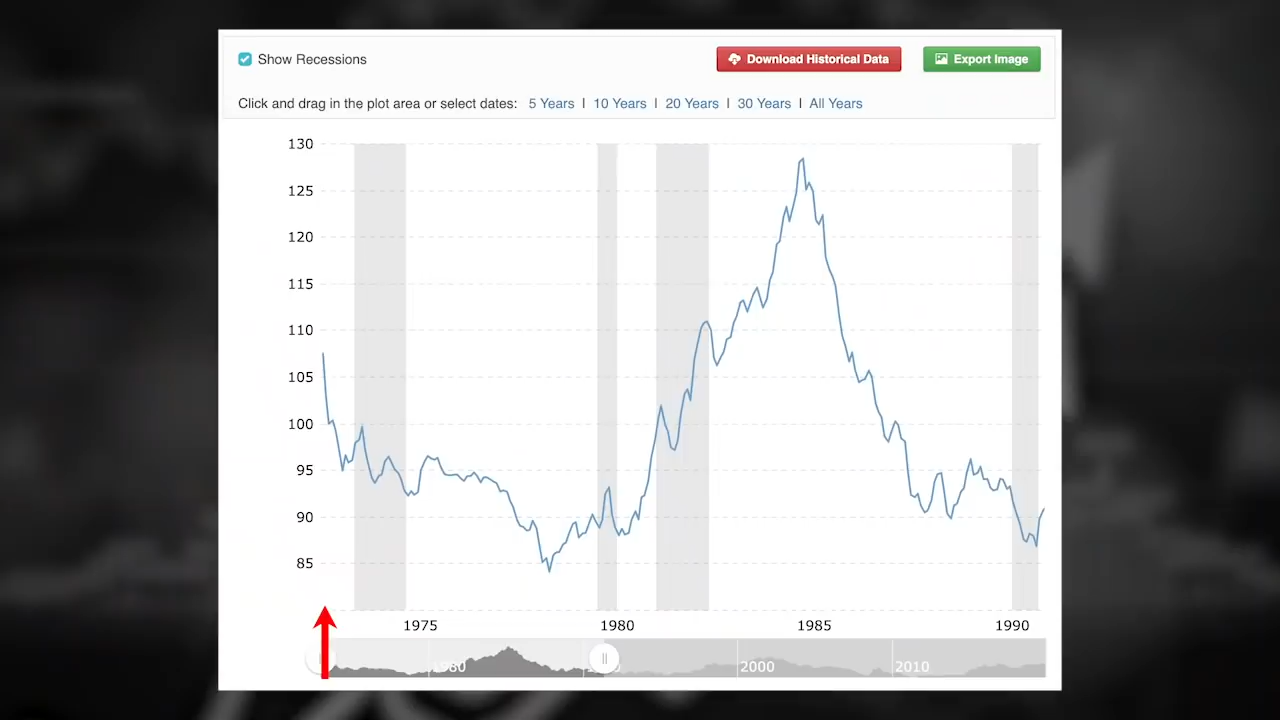 Show Recessions
Download Historical Data
Export Image
Click and drag in the plot area or select dates: 5 Years | 10 Years | 20 Years | 30 Years | All Years
130
125
120
115
110
105
100
95
90
85
1975 1980 1985 1990
1980 2000 2010